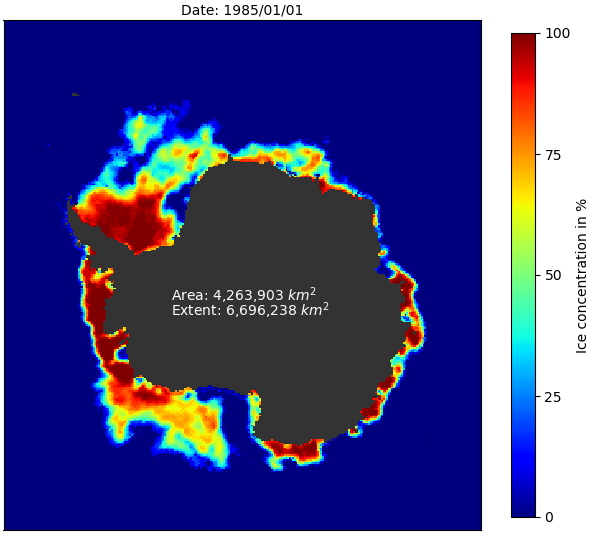 Date: 1985/01/01
100
75
50
25
0
Ice concentration in %
Area: 4,263,903 km²
Extent: 6,696,238 km²